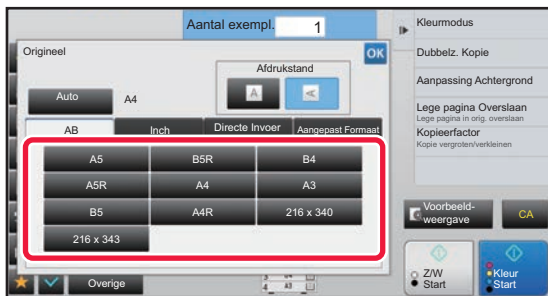 Aantal exempl. 1
Origineel
OK
Afdrukstand
A
A
Auto
A4
AB
Inch
Directe Invoer
Aangepast Formaat
A5
B5R
B4
A5R
A4
A3
B5
A4R
216 x 340
216 x 343
Overige
4 A3
Kleurmodus
Dubbelz. Kopie
Aanpassing Achtergrond
Lege pagina Overslaan
Lege pagina in orig. overslaan
Kopieerfactor
Kopie vergroten/verkleinen
Voorbeeld-
weergave
CA
Z/W
Start
Kleur
Start